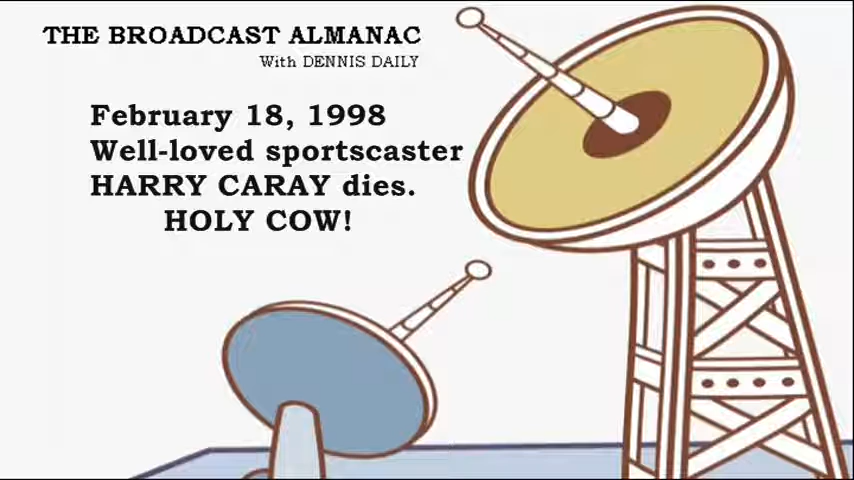 THE BROADCAST ALMANAC
With DENNIS DAILY
February 18, 1998
Well-loved sportscaster
HARRY CARAY dies.
HOLY COW!